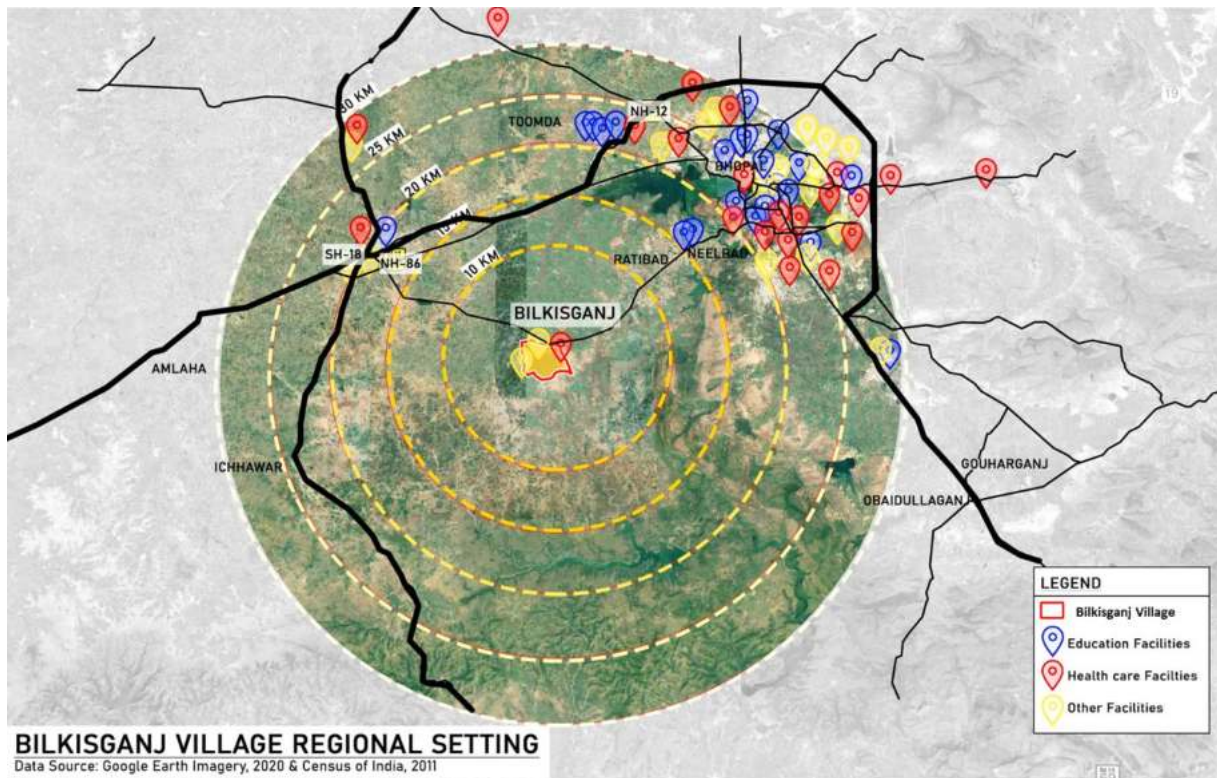 19
30 KM
25 KM
TOOMDA
NH-12
BHOPAL
20 KM
15 KM
10 KM
SH-18
NH-86
RATIBAD
NEELBAD
BILKISGANJ
AMLAHA
ICHHAWAR
GOUHARGANJ
OBAIDULLAGANJ
LEGEND
Bilkisganj Village
Education Facilities
Health care Facilties
Other Facilities
BILKISGANJ VILLAGE REGIONAL SETTING
Data Source: Google Earth Imagery, 2020 & Census of India, 2011